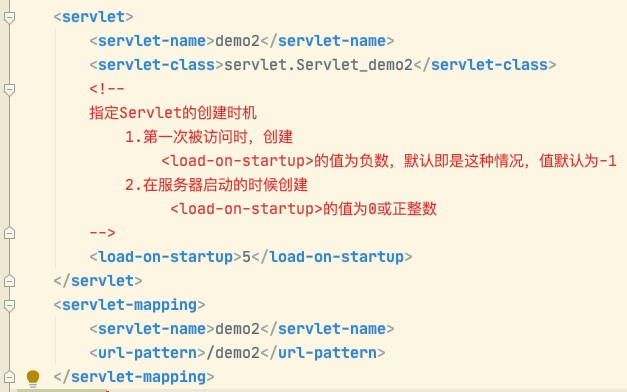 <servlet>
<servlet-name>demo2</servlet-name>
<servlet-class>servlet.Servlet_demo2</servlet-class>
<!--
指定Servlet的创建时机
1.第一次被访问时，创建
<load-on-startup>的值为负数，默认即是这种情况，值默认为-1
2.在服务器启动的时候创建
<load-on-startup>的值为0或正整数
-->
<load-on-startup>5</load-on-startup>
</servlet>
<servlet-mapping>
<servlet-name>demo2</servlet-name>
<url-pattern>/demo2</url-pattern>
</servlet-mapping>